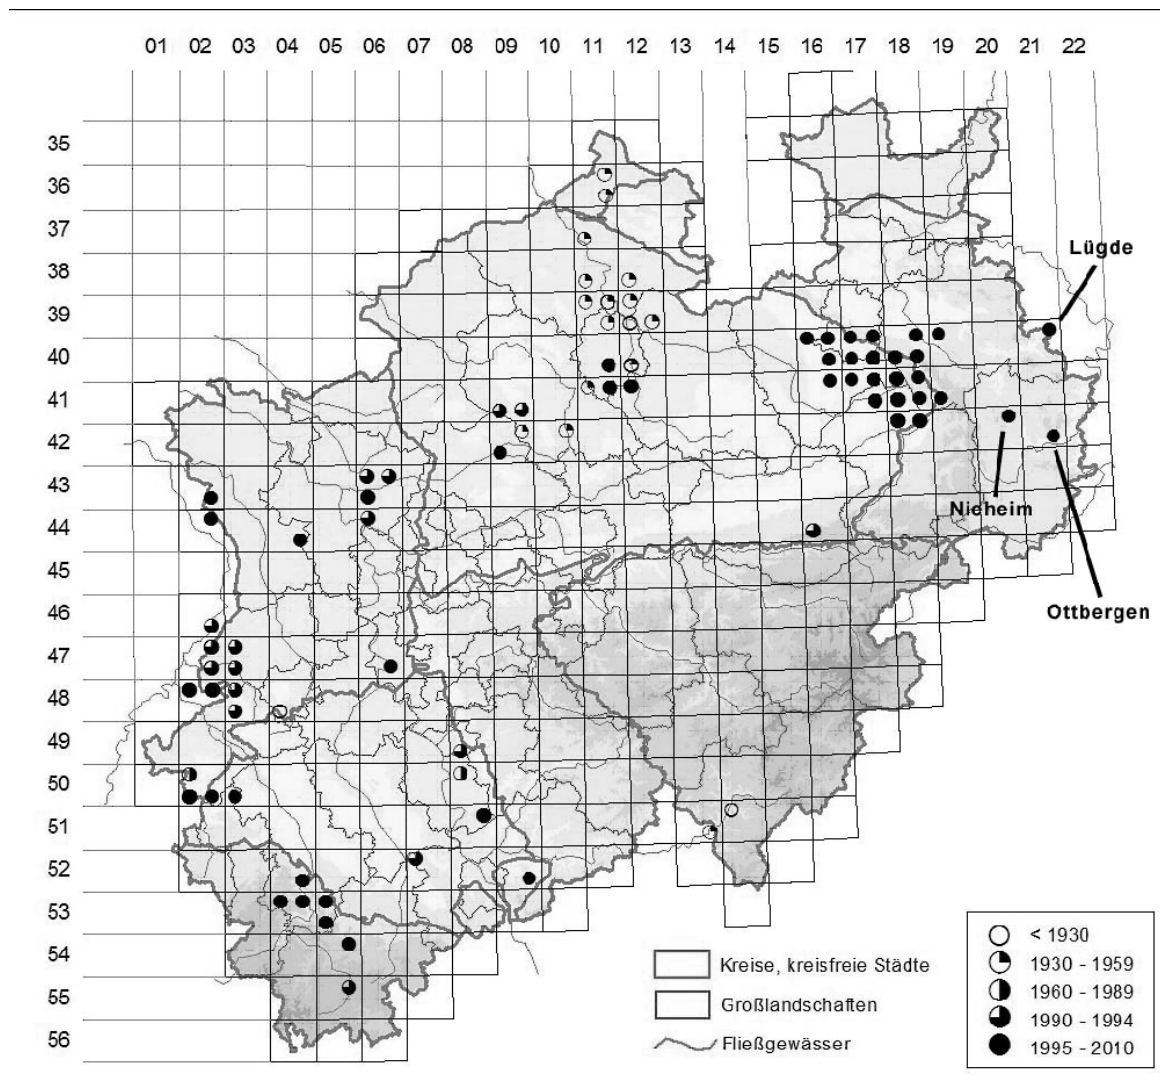 01 02 03 04 05 06 07 08 09 10 11 12 13 14 15 16 17 18 19 20 21 22
35
36
37
38
39
40
41
42
43
44
45
46
47
48
49
50
51
52
53
54
55
56
Lügde
Nieheim
Ottbergen
Kreise, kreisfreie Städte
Großlandschaften
Fließgewässer
< 1930
1930 - 1959
1960 - 1989
1990 - 1994
1995 - 2010